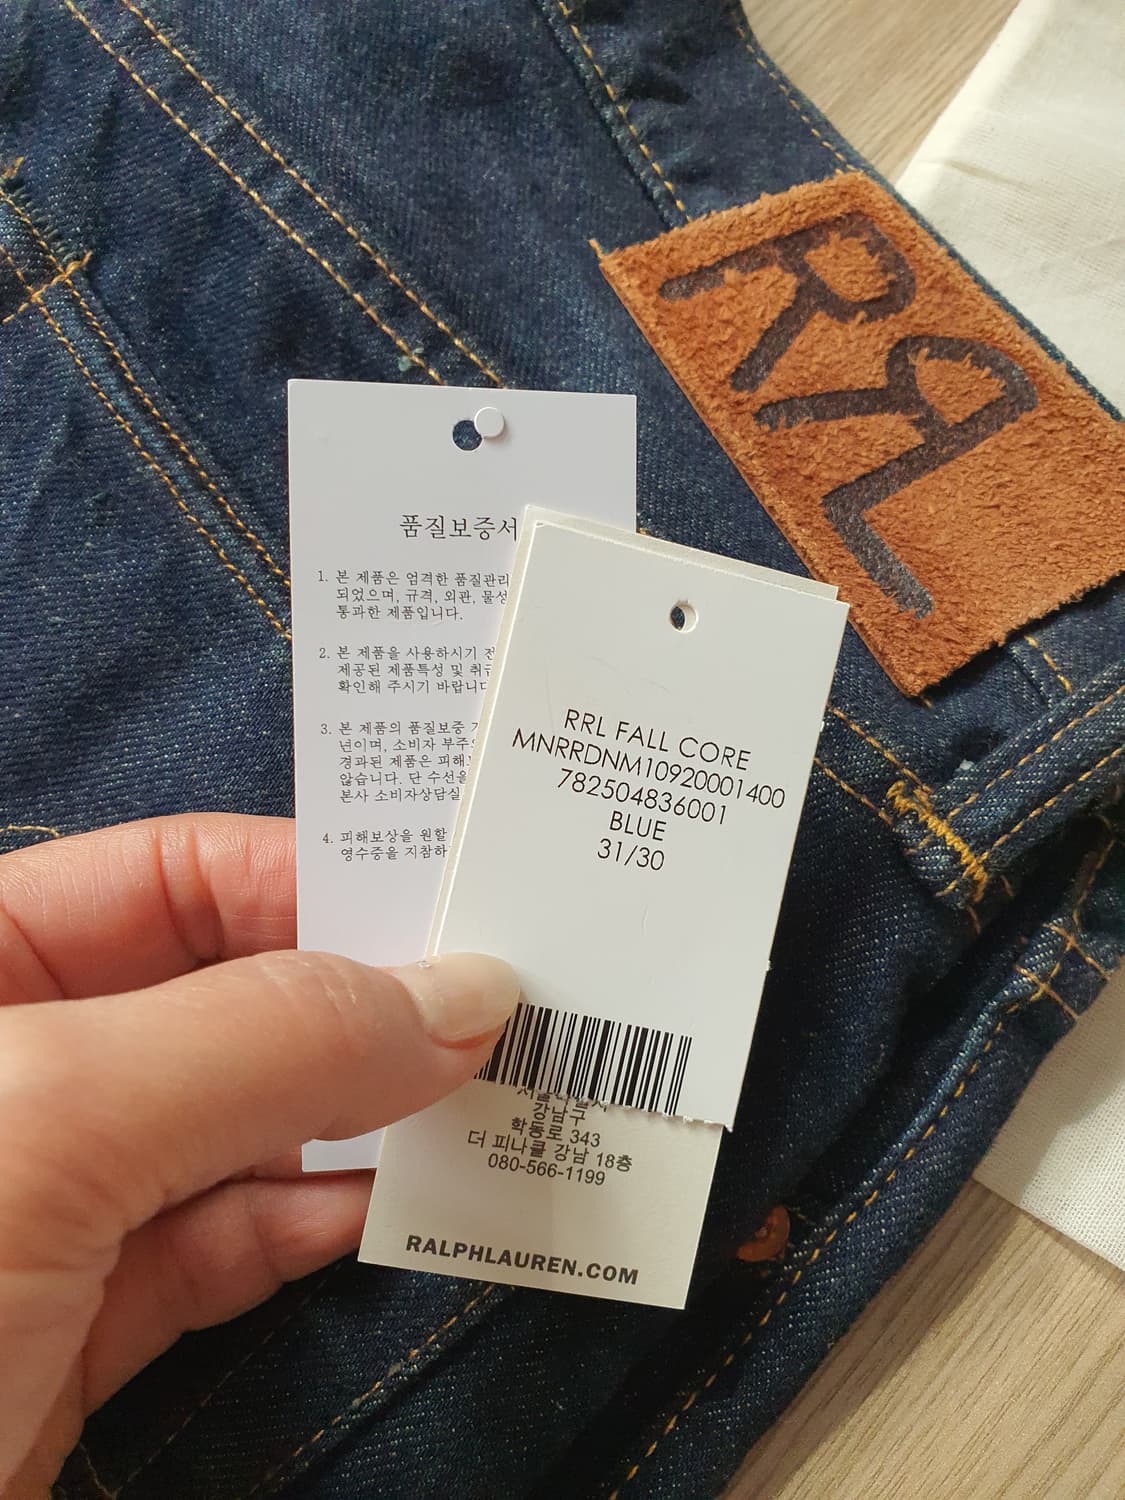 RRL
품질보증서
1. 본 제품은 엄격한 품질관리
되었으며, 규격, 외관, 물성
통과한 제품입니다.
2. 본 제품을 사용하시기 전
제공된 제품특성 및 취급
확인해 주시기 바랍니다
3. 본 제품의 품질보증
년이며, 소비자 부주의
경과된 제품은 피해
않습니다. 단 수선을
본사 소비자상담실
4. 피해보상을 원할
영수증을 지참하
RRL FALL CORE
MNRRDNM10920001400
782504836001
BLUE
31/30
강남구
학동로 343
더 피나클 강남 18층
080-566-1199
RALPHLAUREN.COM